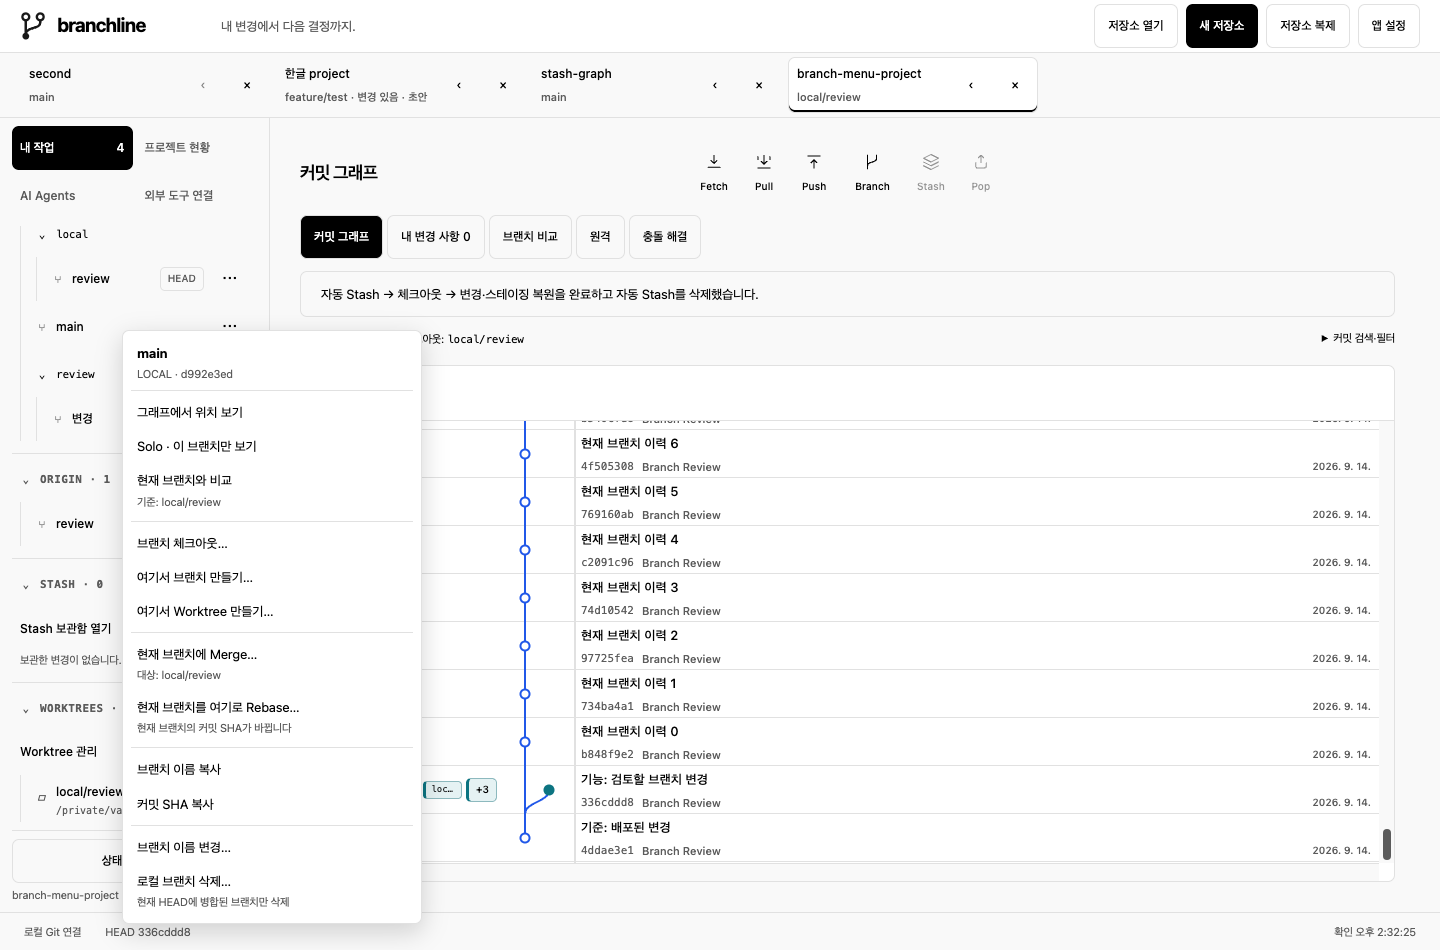 branchline
내 변경에서 다음 결정까지.
저장소 열기
새 저장소
저장소 복제
앱 설정
second
main
한글 project
feature/test · 변경 있음 · 초안
stash-graph
main
branch-menu-project
local/review
내 작업 4
프로젝트 현황
AI Agents
외부 도구 연결
local
review HEAD
main
review
변경
ORIGIN · 1
review
STASH · 0
Stash 보관함 열기
보관한 변경이 없습니다.
WORKTREES ·
Worktree 관리
local/review
/private/va
상태
branch-menu-project
main
LOCAL · d992e3ed
그래프에서 위치 보기
Solo · 이 브랜치만 보기
현재 브랜치와 비교
기준: local/review
브랜치 체크아웃...
여기서 브랜치 만들기...
여기서 Worktree 만들기...
현재 브랜치에 Merge...
대상: local/review
현재 브랜치를 여기로 Rebase...
현재 브랜치의 커밋 SHA가 바뀝니다
브랜치 이름 복사
커밋 SHA 복사
브랜치 이름 변경...
로컬 브랜치 삭제...
현재 HEAD에 병합된 브랜치만 삭제
커밋 그래프
Fetch
Pull
Push
Branch
Stash
Pop
커밋 그래프
내 변경 사항 0
브랜치 비교
원격
충돌 해결
자동 Stash → 체크아웃 → 변경·스테이징 복원을 완료하고 자동 Stash를 삭제했습니다.
아웃: local/review
▶ 커밋 검색·필터
현재 브랜치 이력 6
4f505308 Branch Review 2026. 9. 14.
현재 브랜치 이력 5
769160ab Branch Review 2026. 9. 14.
현재 브랜치 이력 4
c2091c96 Branch Review 2026. 9. 14.
현재 브랜치 이력 3
74d10542 Branch Review 2026. 9. 14.
현재 브랜치 이력 2
97725fea Branch Review 2026. 9. 14.
현재 브랜치 이력 1
734ba4a1 Branch Review 2026. 9. 14.
현재 브랜치 이력 0
b848f9e2 Branch Review 2026. 9. 14.
loc... +3
기능: 검토할 브랜치 변경
336cddd8 Branch Review 2026. 9. 14.
기준: 배포된 변경
4ddae3e1 Branch Review 2026. 9. 14.
로컬 Git 연결
HEAD 336cddd8
확인 오후 2:32:25